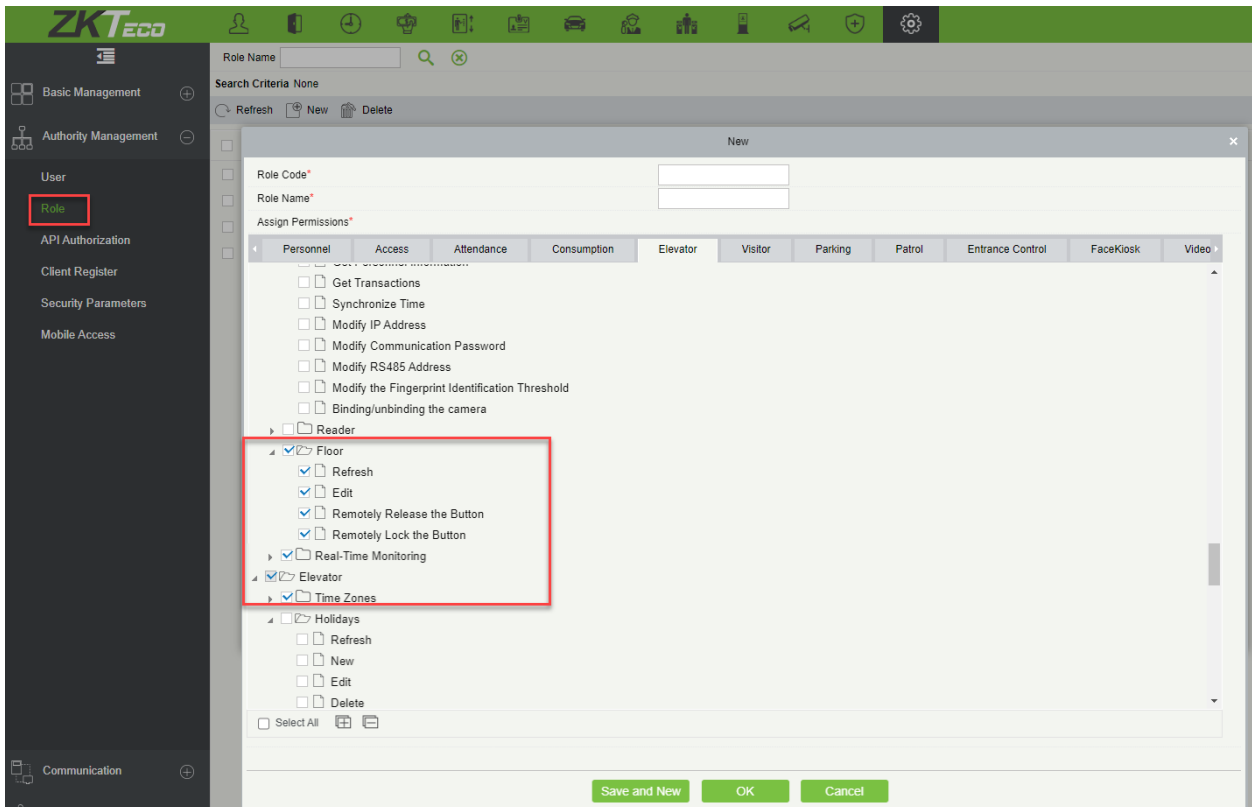 ZKTECO
Role Name
Search Criteria None
Basic Management
Refresh New Delete
Authority Management
New
User
Role Code*
Role
Role Name*
Assign Permissions*
API Authorization
Personnel Access Attendance Consumption Elevator Visitor Parking Patrol Entrance Control FaceKiosk Video
Get Personnel Information
Client Register
Get Transactions
Security Parameters
Synchronize Time
Mobile Access
Modify IP Address
Modify Communication Password
Modify RS485 Address
Modify the Fingerprint Identification Threshold
Binding/unbinding the camera
Reader
Floor
Refresh
Edit
Remotely Release the Button
Remotely Lock the Button
Real-Time Monitoring
Elevator
Time Zones
Holidays
Refresh
New
Edit
Delete
Select All
Communication
Save and New OK Cancel